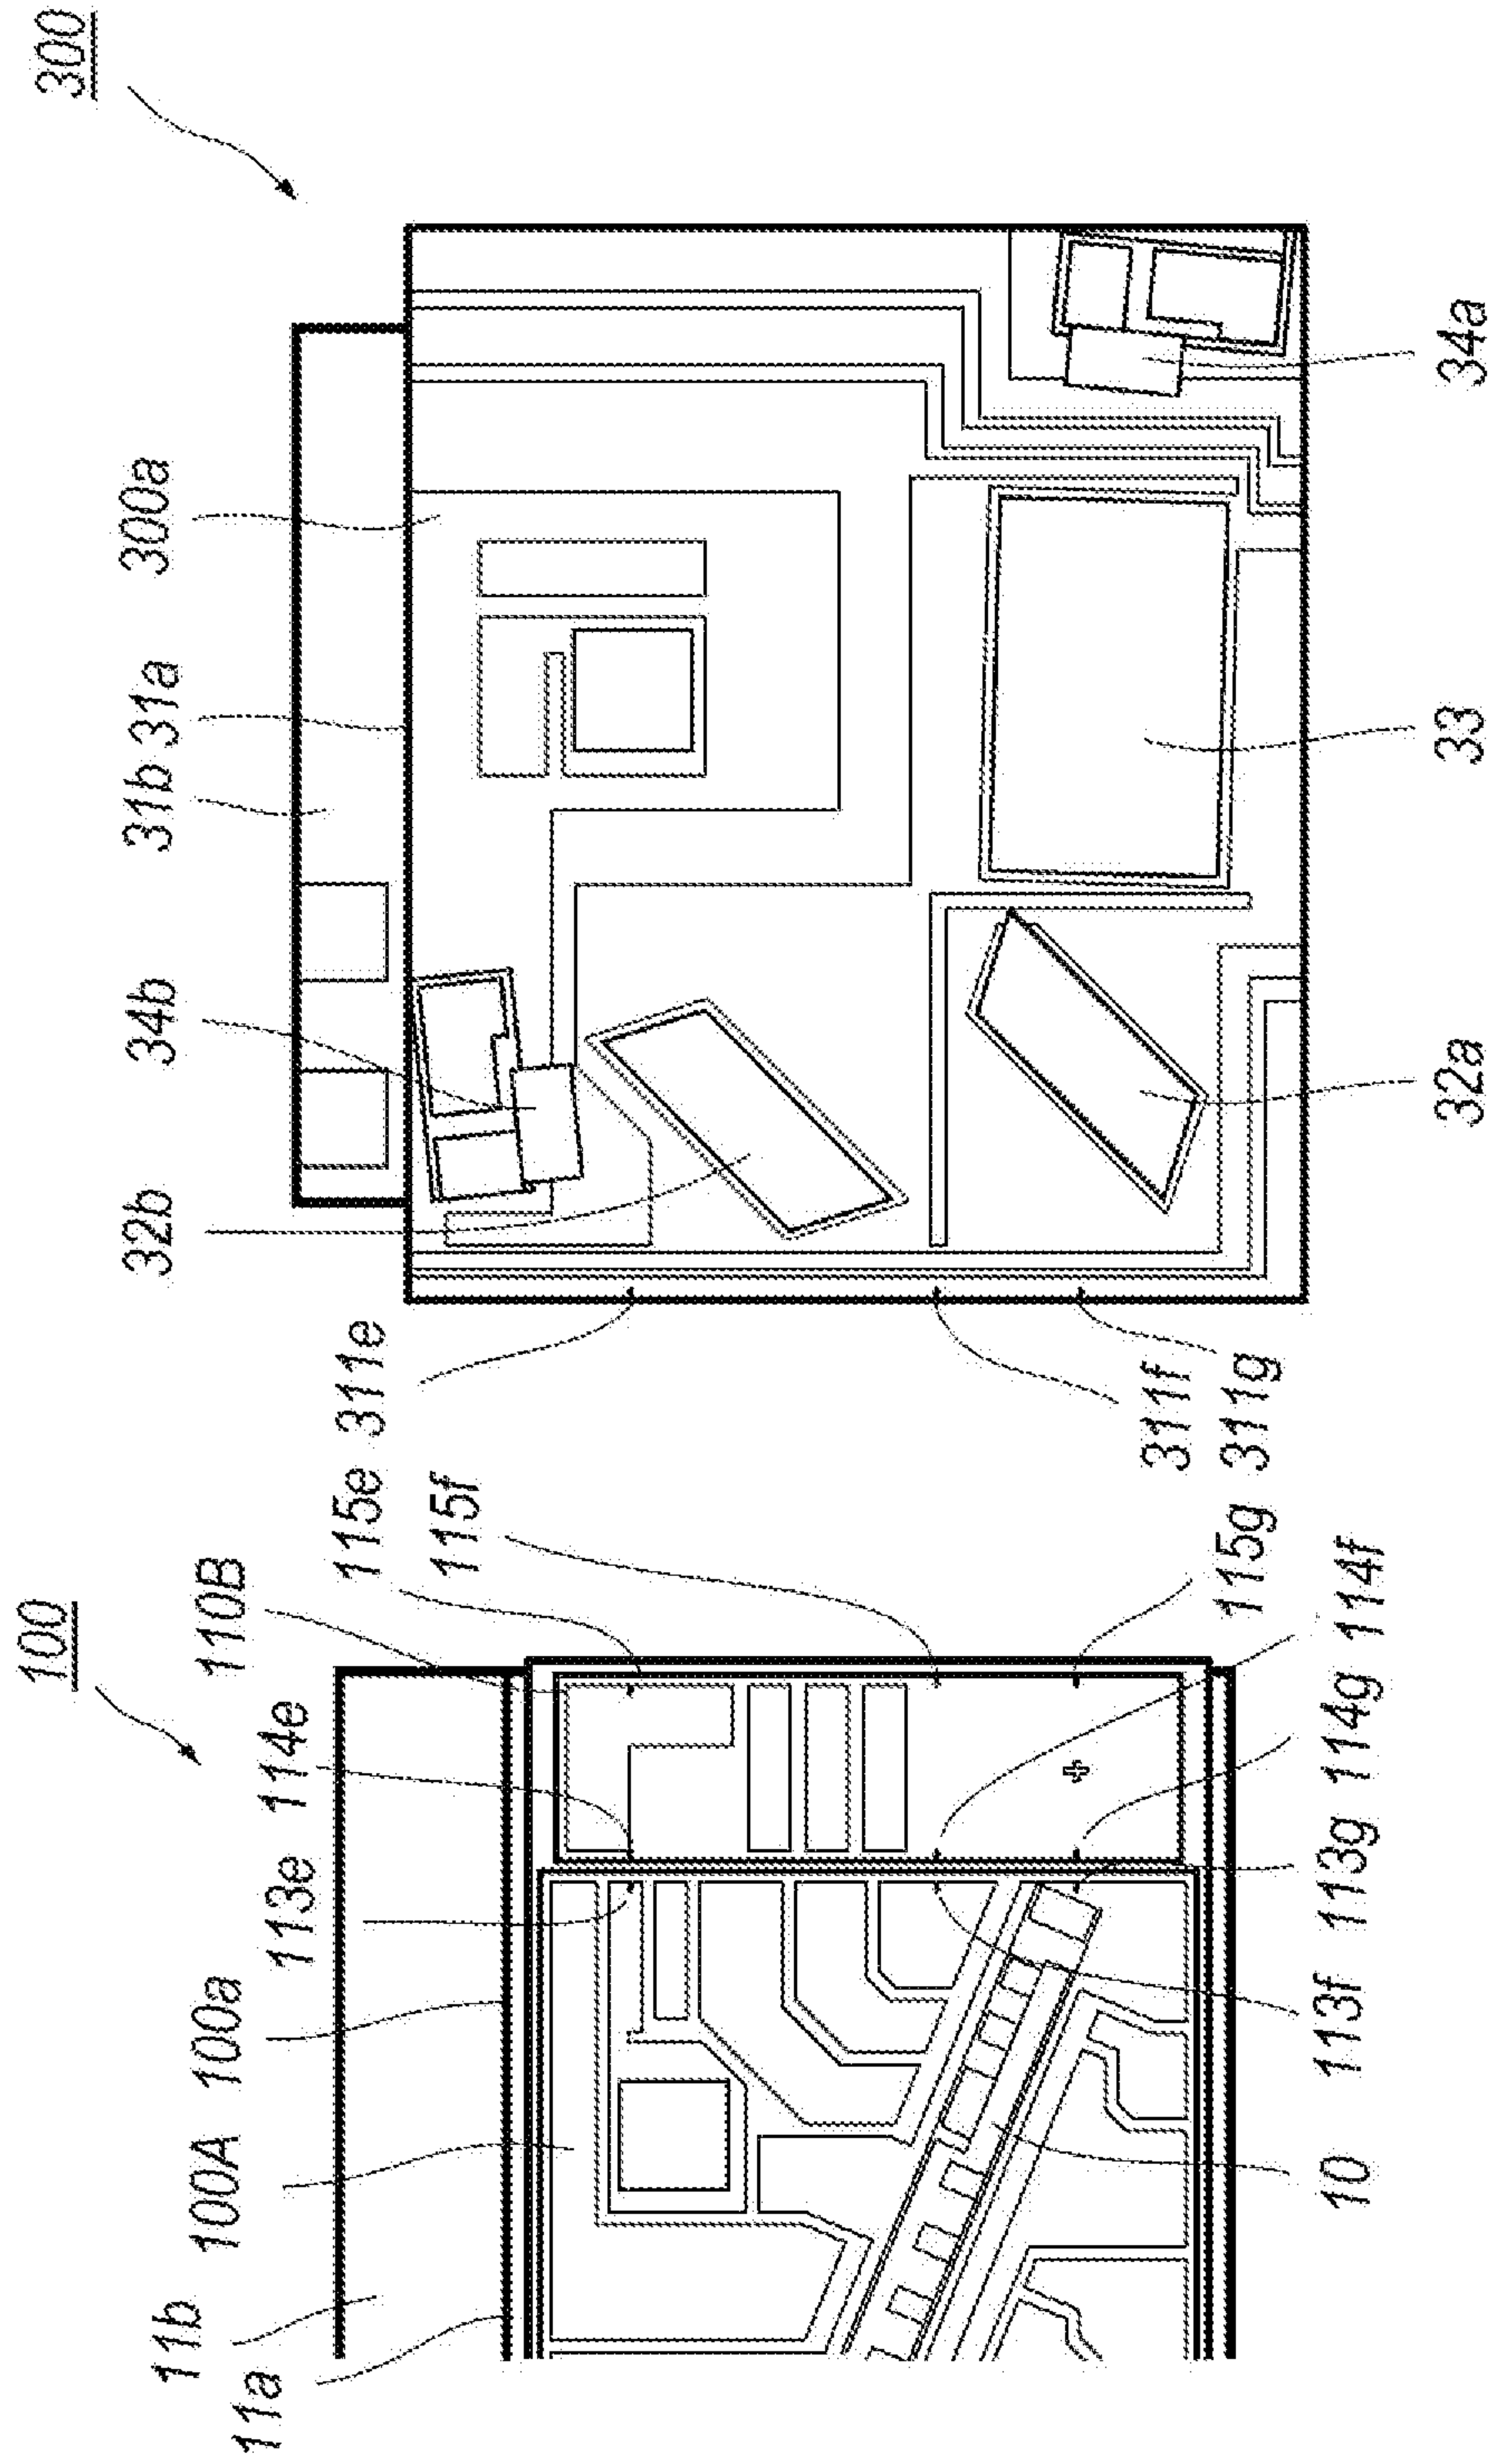 100 300
11b 100A 100a 110B 32b 34b 31b 31a 300a
11a 113e 114e
115e 311e
115f
311f
115g 311g
10 113f 113g 114g 114f
32a 33 34a